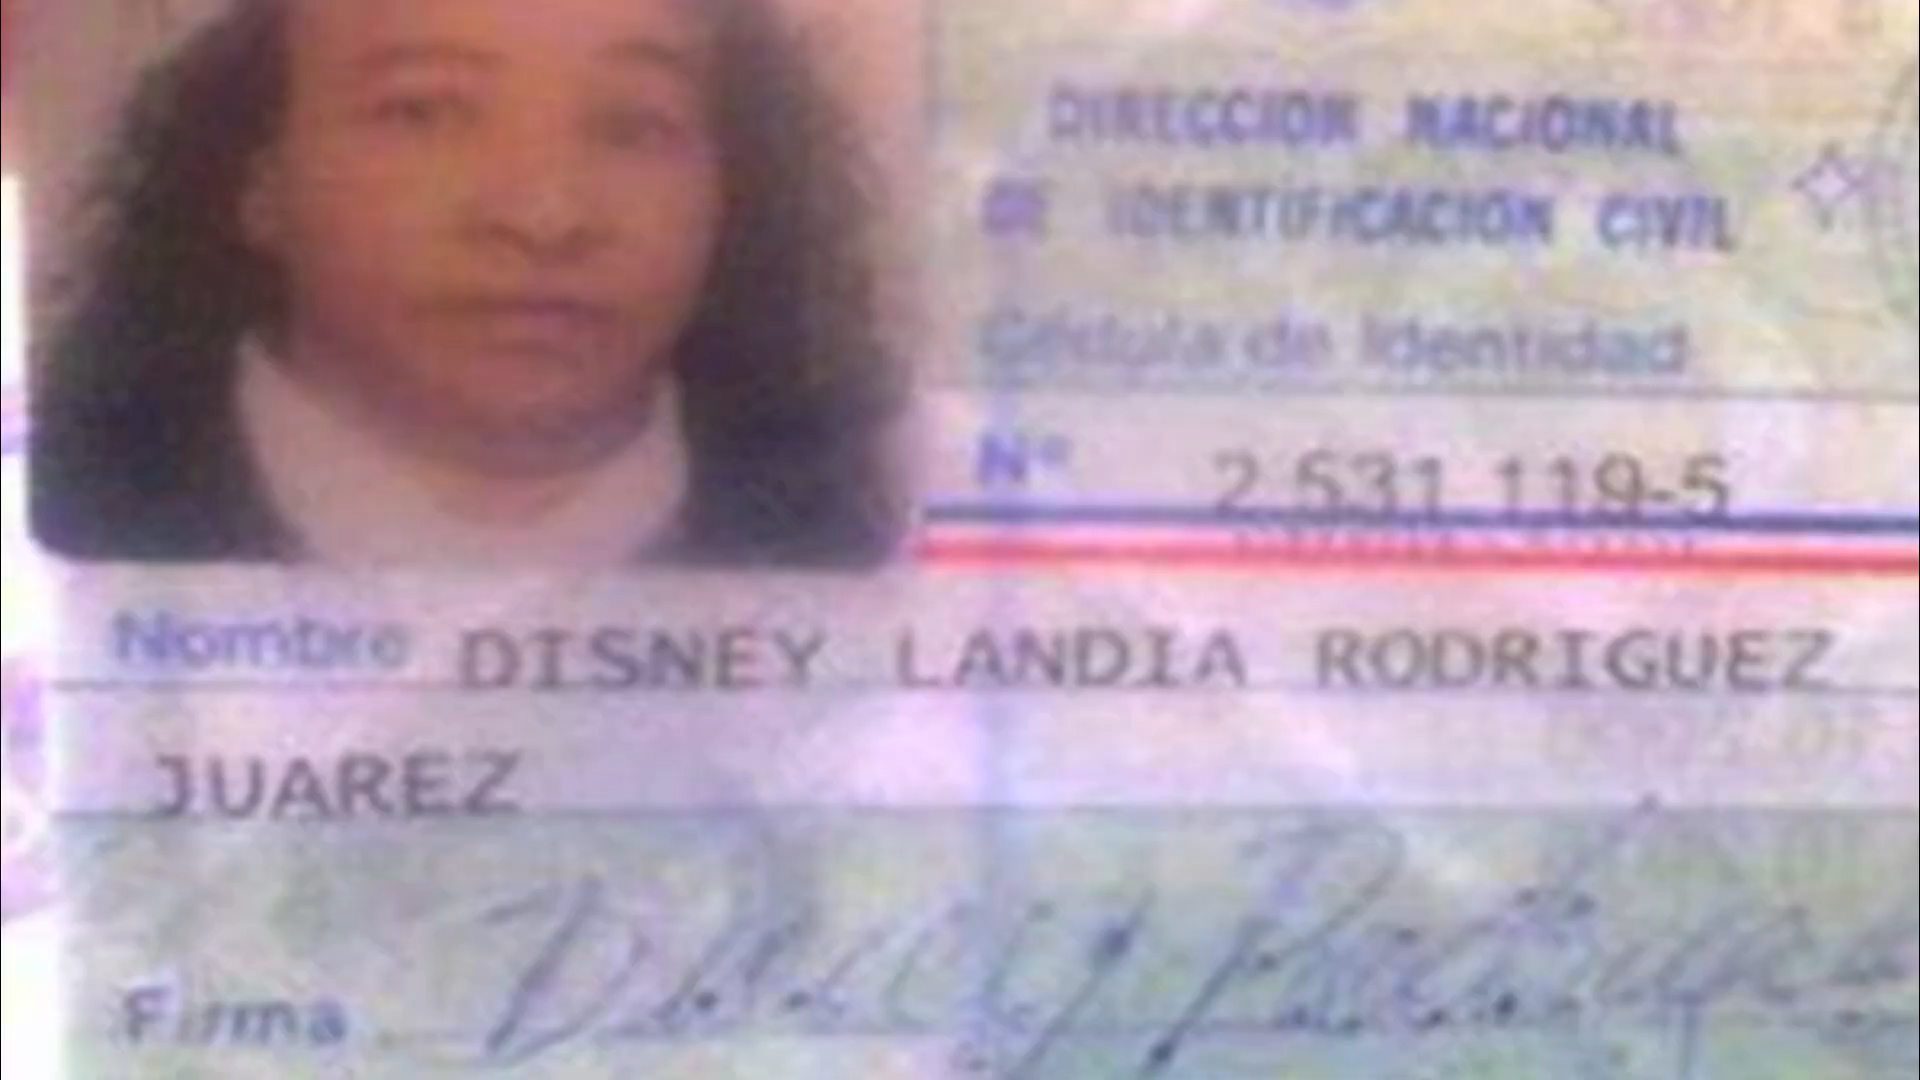 DIRECCION NACIONAL
DE IDENTIFICACION CIVIL
Cédula de Identidad
N° 2.531.119-5
Nombre DISNEY LANDIA RODRIGUEZ
JUAREZ
Firma